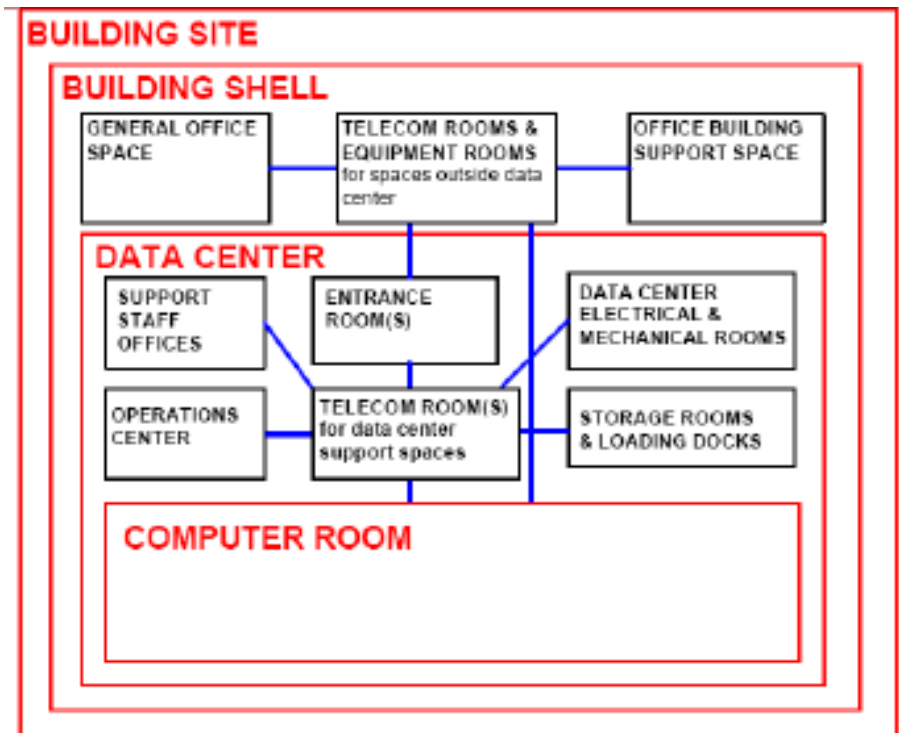 BUILDING SITE
BUILDING SHELL
GENERAL OFFICE
SPACE
TELECOM ROOMS &
EQUIPMENT ROOMS
for spaces outside data
center
OFFICE BUILDING
SUPPORT SPACE
DATA CENTER
SUPPORT
STAFF
OFFICES
ENTRANCE
ROOM(S)
DATA CENTER
ELECTRICAL &
MECHANICAL ROOMS
OPERATIONS
CENTER
TELECOM ROOM(S)
for data center
support spaces
STORAGE ROOMS
& LOADING DOCKS
COMPUTER ROOM